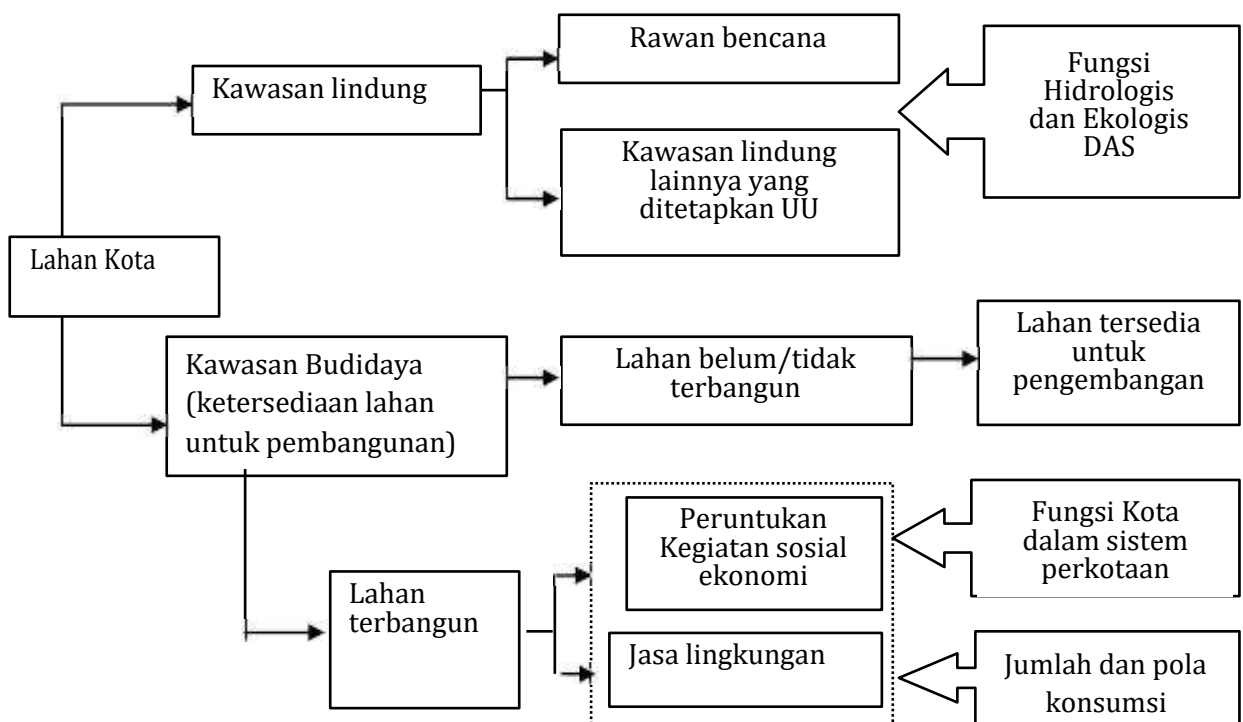 Rawan bencana
Fungsi
Hidrologis
dan Ekologis
DAS
Kawasan lindung
Kawasan lindung
lainnya yang
ditetapkan UU
Lahan Kota
Lahan tersedia
untuk
pengembangan
Kawasan Budidaya
(ketersediaan lahan
untuk pembangunan)
Lahan belum/tidak
terbangun
Peruntukan
Kegiatan sosial
ekonomi
Fungsi Kota
dalam sistem
perkotaan
Lahan
terbangun
Jasa lingkungan
Jumlah dan pola
konsumsi